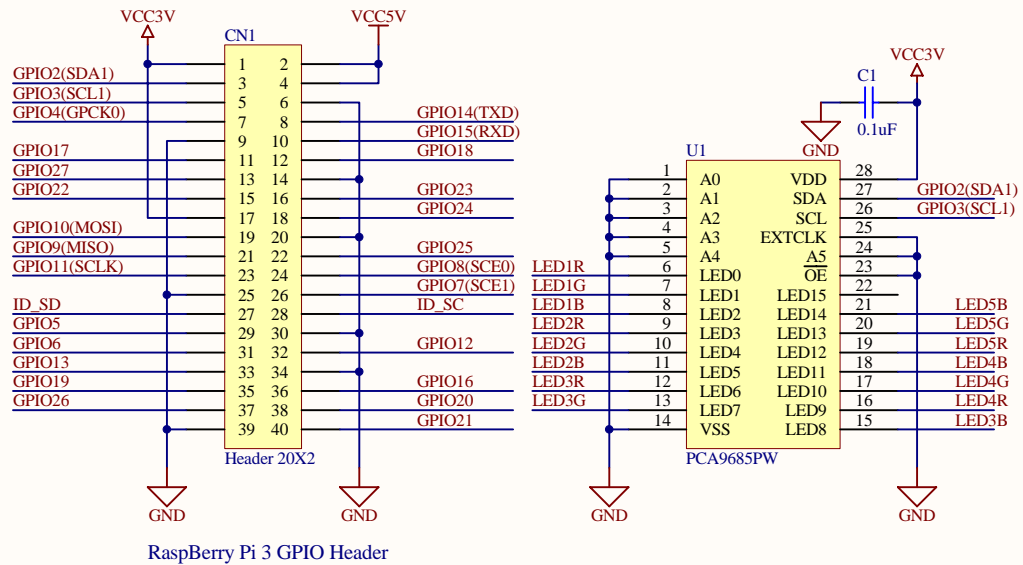 VCC3V VCC5V
CN1
1 2
GPIO2(SDA1) 3 4
GPIO3(SCL1) 5 6
GPIO4(GPCK0) 7 8 GPIO14(TXD)
9 10 GPIO15(RXD)
GPIO17 11 12 GPIO18
GPIO27 13 14
GPIO22 15 16 GPIO23
17 18 GPIO24
GPIO10(MOSI) 19 20
GPIO9(MISO) 21 22 GPIO25
GPIO11(SCLK) 23 24 GPIO8(SCE0)
25 26 GPIO7(SCE1)
ID_SD 27 28 ID_SC
GPIO5 29 30
GPIO6 31 32 GPIO12
GPIO13 33 34
GPIO19 35 36 GPIO16
GPIO26 37 38 GPIO20
39 40 GPIO21
Header 20X2
GND GND
RaspBerry Pi 3 GPIO Header
VCC3V
C1
0.1uF
GND
U1
1 A0 VDD 28
2 A1 SDA 27 GPIO2(SDA1)
3 A2 SCL 26 GPIO3(SCL1)
4 A3 EXTCLK 25
5 A4 A5 24
LED1R 6 LED0 OE 23
LED1G 7 LED1 LED15 22
LED1B 8 LED2 LED14 21 LED5B
LED2R 9 LED3 LED13 20 LED5G
LED2G 10 LED4 LED12 19 LED5R
LED2B 11 LED5 LED11 18 LED4B
LED3R 12 LED6 LED10 17 LED4G
LED3G 13 LED7 LED9 16 LED4R
14 VSS LED8 15 LED3B
PCA9685PW
GND GND